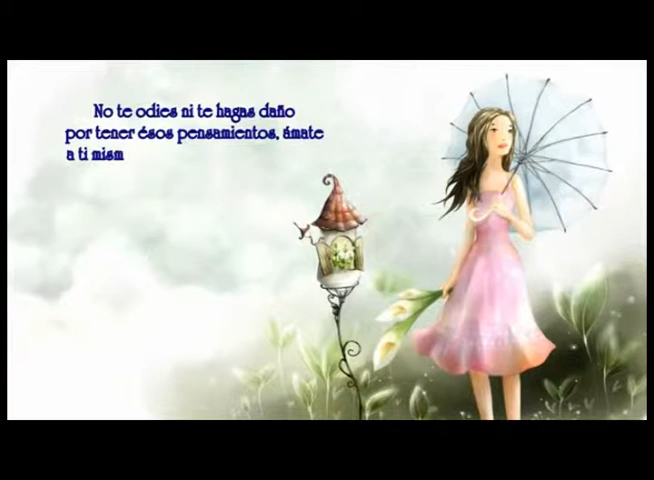 No te odies ni te hagas daño
por tener ésos pensamientos, ámate
a ti mism